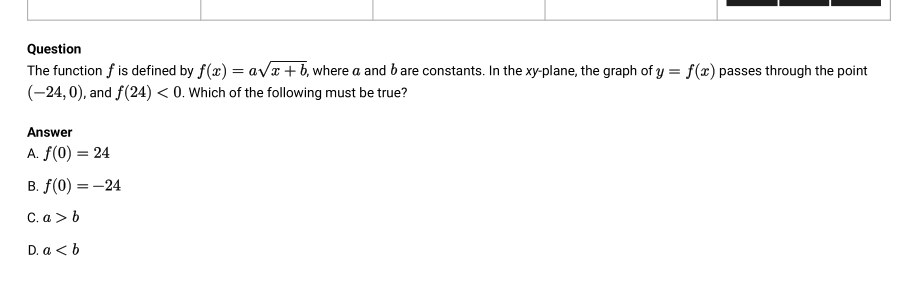 Question
The function f is defined by f(x) = a√(x + b), where a and b are constants. In the xy-plane, the graph of y = f(x) passes through the point
(−24, 0), and f(24) < 0. Which of the following must be true?
Answer
A. f(0) = 24
B. f(0) = −24
C. a > b
D. a < b